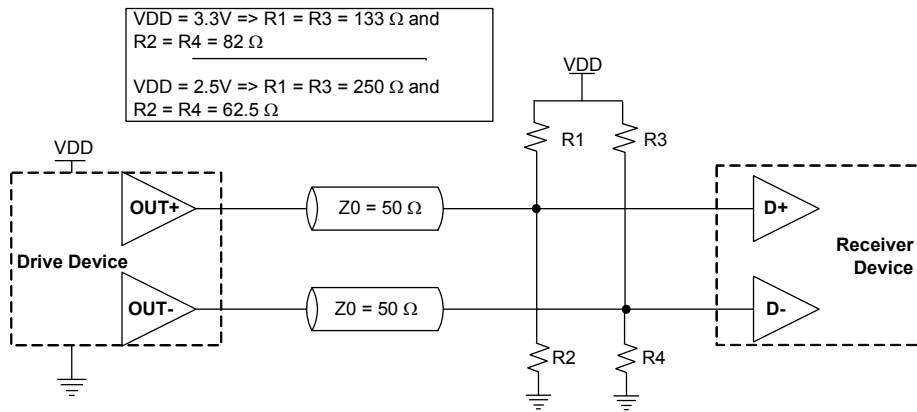 VDD = 3.3V => R1 = R3 = 133 Ω and
R2 = R4 = 82 Ω
VDD = 2.5V => R1 = R3 = 250 Ω and
R2 = R4 = 62.5 Ω
VDD
R1
R3
VDD
OUT+
Z0 = 50 Ω
D+
Drive Device
Receiver
Device
OUT-
Z0 = 50 Ω
D-
R2
R4